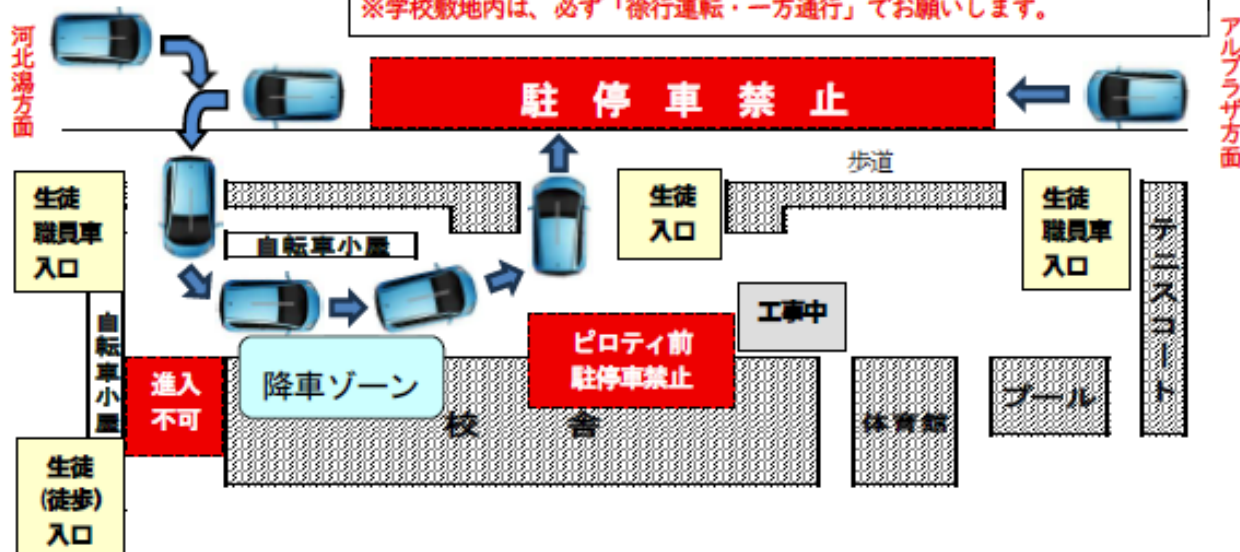 ※学校敷地内は、必ず「徐行運転・一方通行」でお願いします。
河北潟方面
アルプラザ方面
駐停車禁止
歩道
生徒
職員車
入口
自転車小屋
生徒
入口
生徒
職員車
入口
テニスコート
工事中
自転車小屋
進入
不可
降車ゾーン
ピロティ前
駐停車禁止
校舎
体育館
プール
生徒
(徒歩)
入口